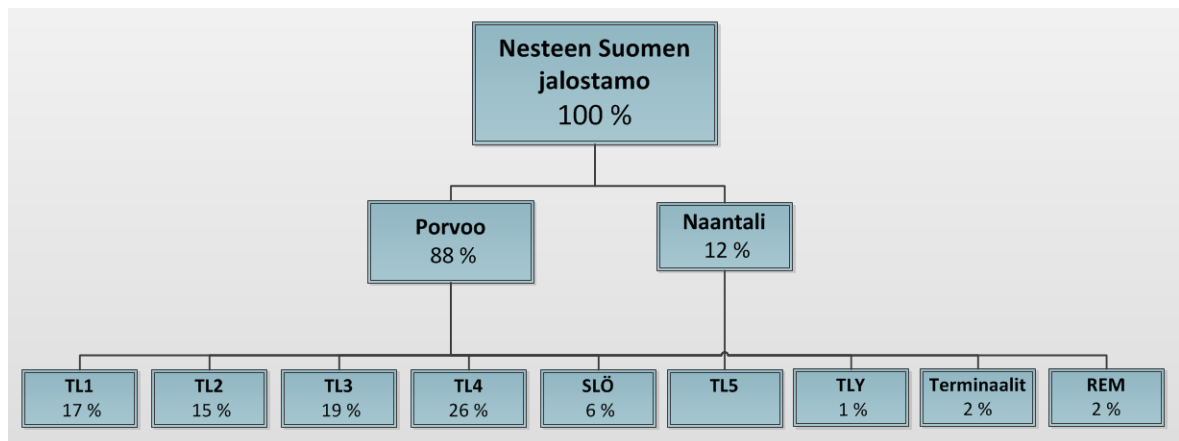 Nesteen Suomen
jalostamo
100 %
Porvoo
88 %
Naantali
12 %
TL1
17 %
TL2
15 %
TL3
19 %
TL4
26 %
SLÖ
6 %
TL5
TLY
1 %
Terminaalit
2 %
REM
2 %